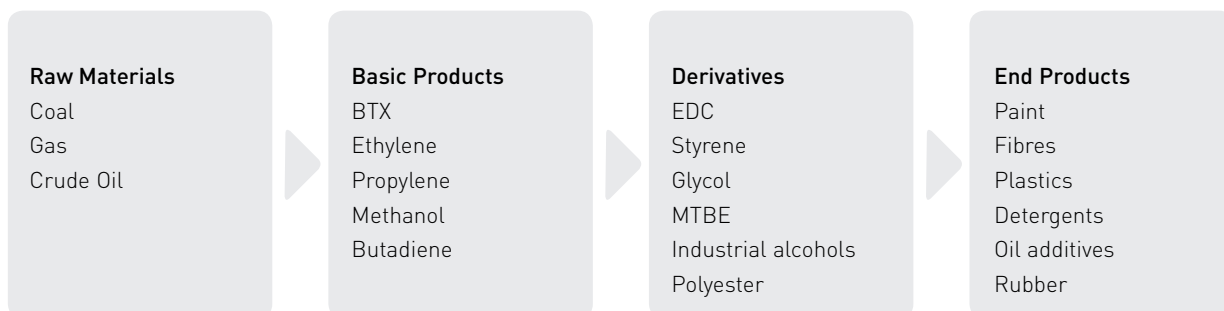 Raw Materials
Coal
Gas
Crude Oil
Basic Products
BTX
Ethylene
Propylene
Methanol
Butadiene
Derivatives
EDC
Styrene
Glycol
MTBE
Industrial alcohols
Polyester
End Products
Paint
Fibres
Plastics
Detergents
Oil additives
Rubber